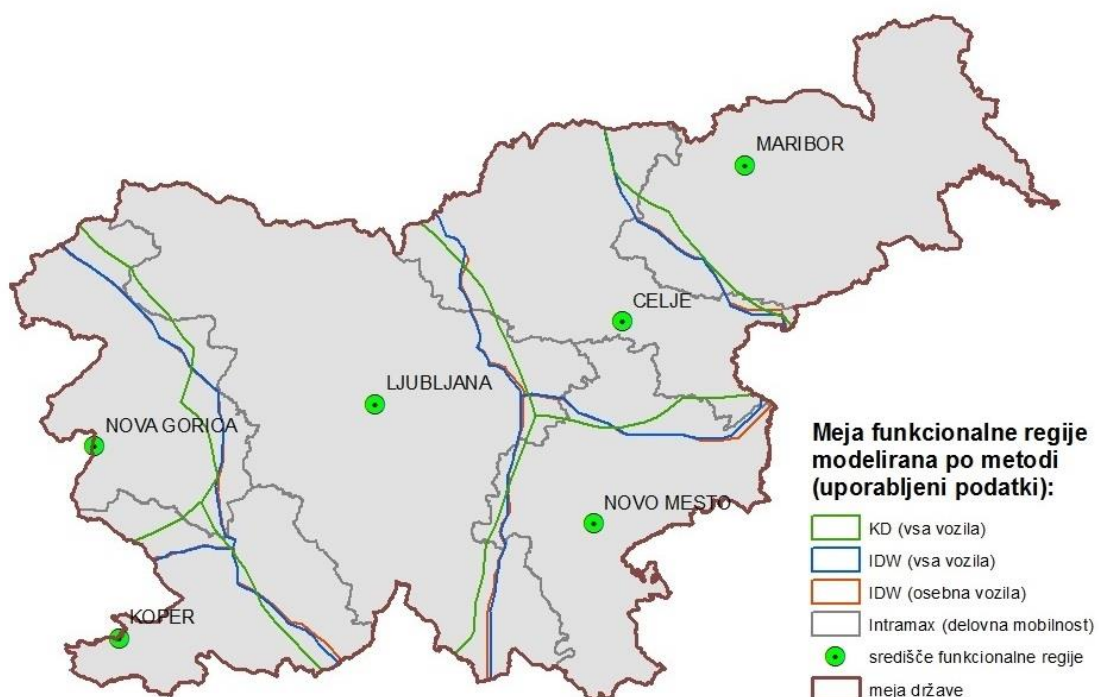 MARIBOR
CELJE
LJUBLJANA
NOVA GORICA
NOVO MESTO
KOPER
Meja funkcionalne regije
modelirana po metodi
(uporabljeni podatki):
KD (vsa vozila)
IDW (vsa vozila)
IDW (osebna vozila)
Intramax (delovna mobilnost)
središče funkcionalne regije
meja države